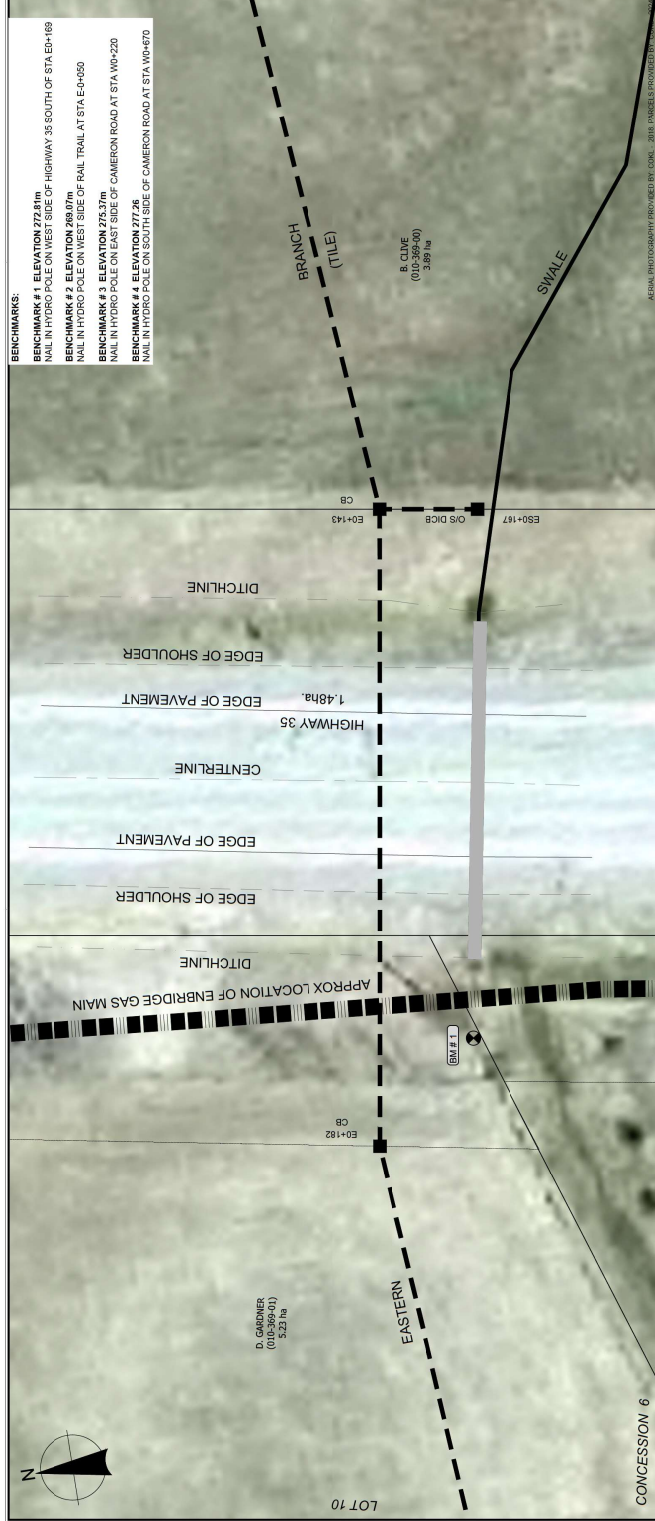 BENCHMARKS:
BENCHMARK # 1 ELEVATION 272.81m
NAIL IN HYDRO POLE ON WEST SIDE OF HIGHWAY 35 SOUTH OF STA E0+169
BENCHMARK # 2 ELEVATION 269.07m
NAIL IN HYDRO POLE ON WEST SIDE OF RAIL TRAIL AT STA E-0+050
BENCHMARK # 3 ELEVATION 275.37m
NAIL IN HYDRO POLE ON EAST SIDE OF CAMERON ROAD AT STA W0+220
BENCHMARK # 4 ELEVATION 277.26
NAIL IN HYDRO POLE ON SOUTH SIDE OF CAMERON ROAD AT STA W0+670
N
LOT 10
CONCESSION 6
D. GARDNER
(010-369-01)
5.23 ha
EASTERN
E0+182
CB
BM # 1
APPROX LOCATION OF ENBRIDGE GAS MAIN
DITCHLINE
EDGE OF SHOULDER
EDGE OF PAVEMENT
CENTERLINE
HIGHWAY 35
1.48ha.
EDGE OF PAVEMENT
EDGE OF SHOULDER
DITCHLINE
E0+143
CB
O/S DICB
ES0+167
BRANCH
(TILE)
B. CLIVE
(010-369-00)
3.89 ha
SWALE
AERIAL PHOTOGRAPHY PROVIDED BY: COKL - 2018 PARCELS PROVIDED BY: